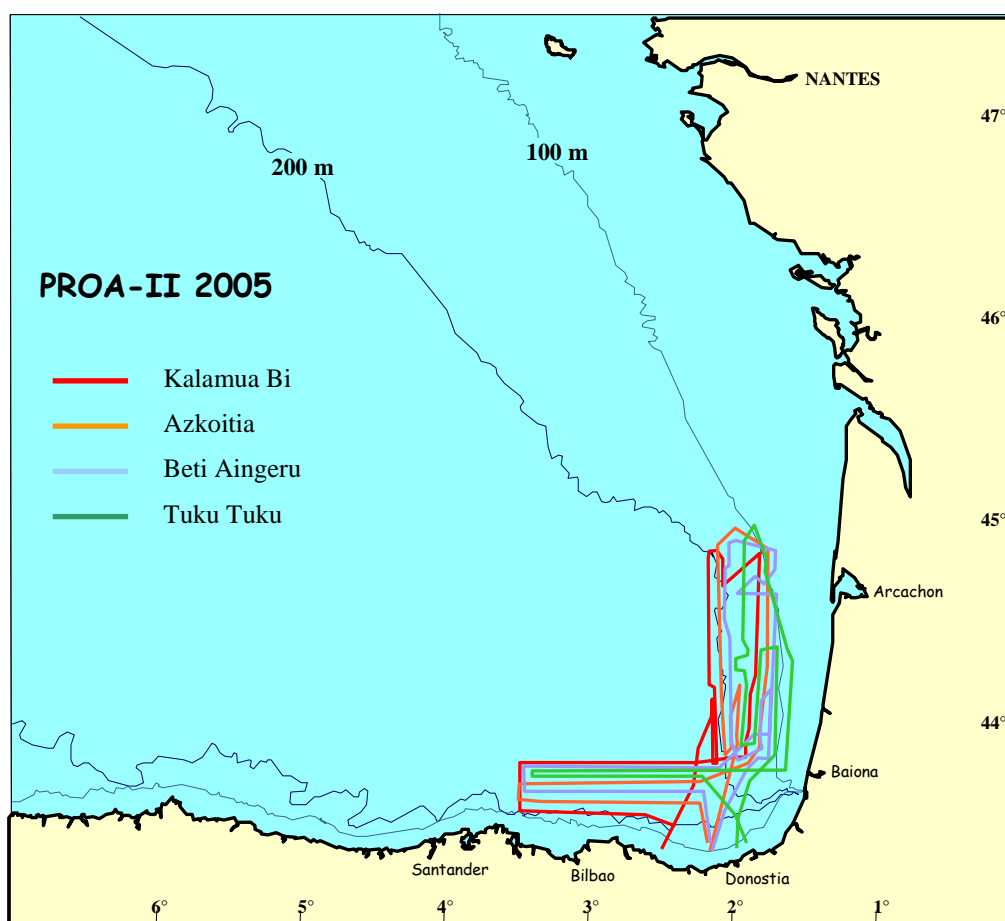 NANTES
47°
100 m
200 m
PROA-II 2005
46°
Kalamua Bi
Azkoitia
Beti Aingeru
Tuku Tuku
45°
Arcachon
44°
Baiona
Santander
Bilbao
Donostia
6° 5° 4° 3° 2° 1°